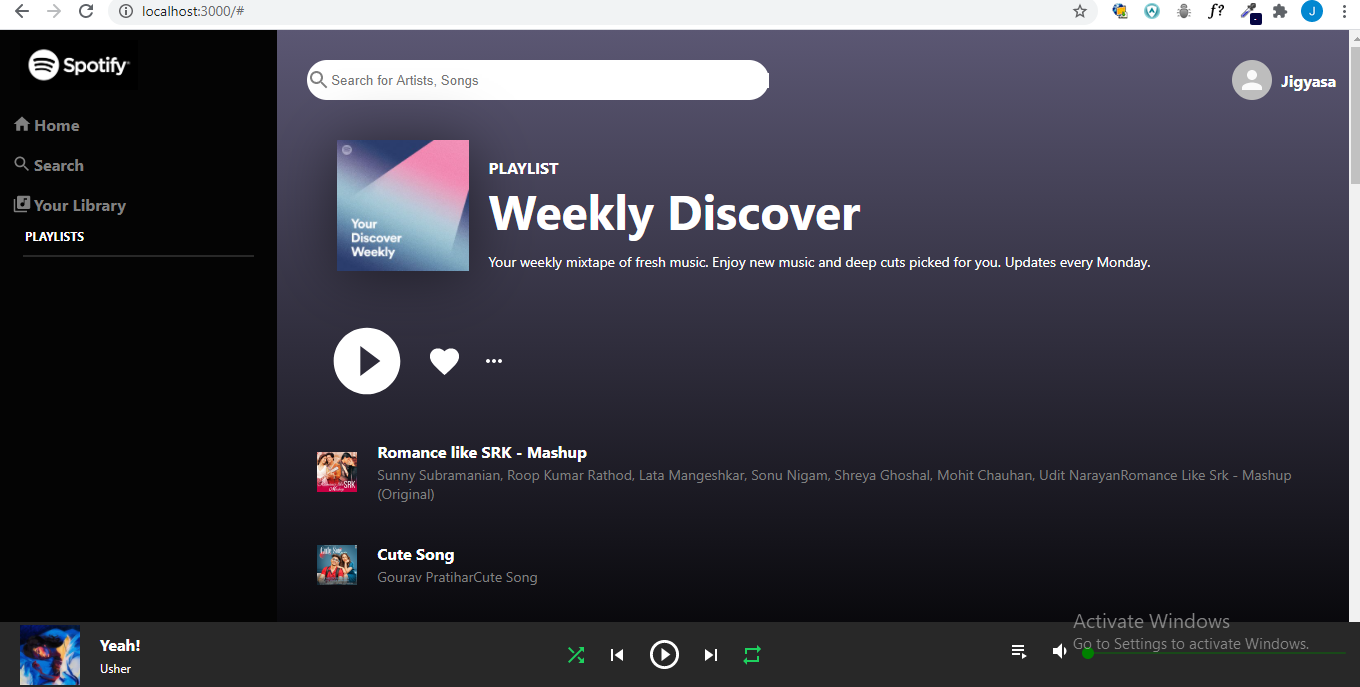 localhost:3000/#
f?
J
Spotify
Search for Artists, Songs
Jigyasa
Home
Search
Your Library
PLAYLISTS
Your
Discover
Weekly
PLAYLIST
Weekly Discover
Your weekly mixtape of fresh music. Enjoy new music and deep cuts picked for you. Updates every Monday.
SRK
Romance like SRK - Mashup
Sunny Subramanian, Roop Kumar Rathod, Lata Mangeshkar, Sonu Nigam, Shreya Ghoshal, Mohit Chauhan, Udit NarayanRomance Like Srk - Mashup
(Original)
Cute Song
Gourav PratiharCute Song
Yeah!
Usher
Activate Windows
Go to Settings to activate Windows.